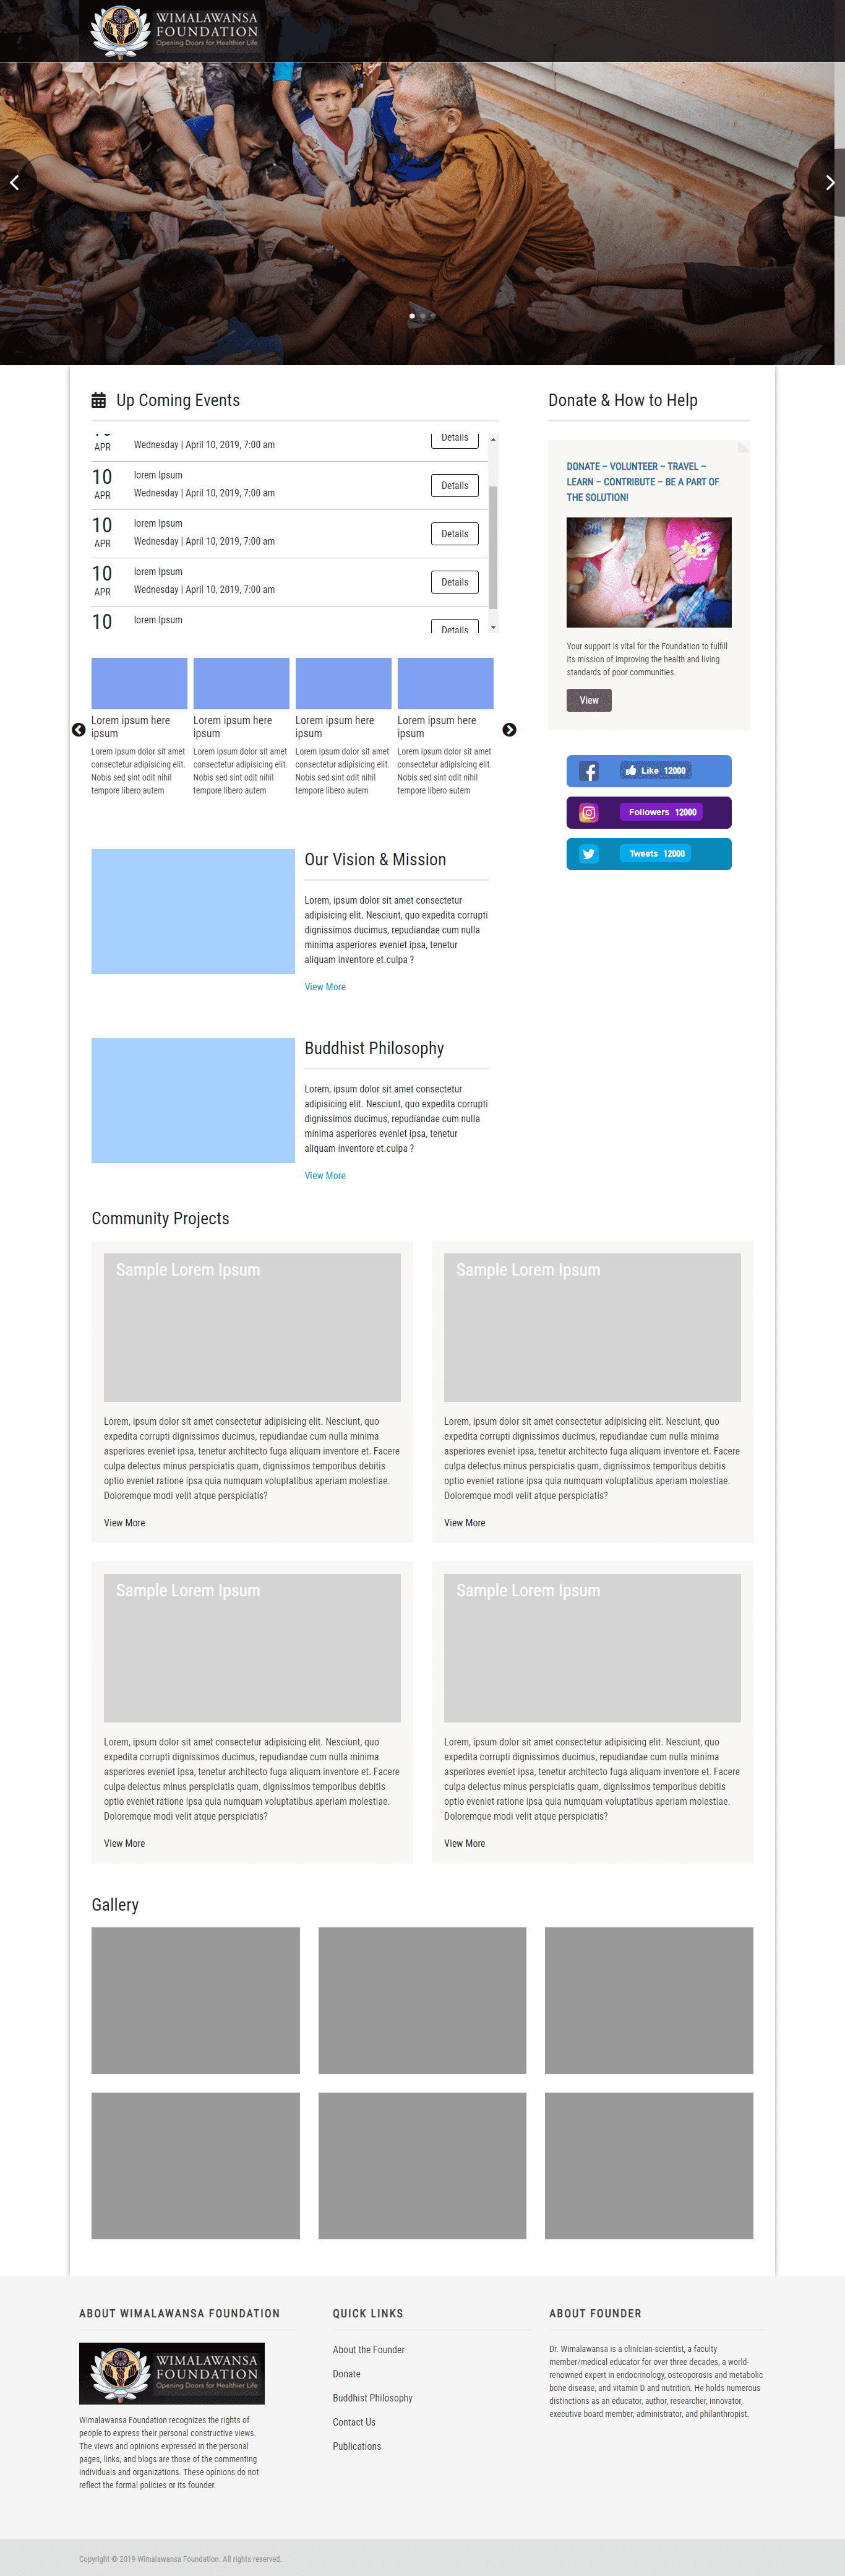 WIMALAWANSA
FOUNDATION
Opening Doors for Healthier Life
Up Coming Events
APR
Wednesday | April 10, 2019, 7:00 am
Details
10
APR
lorem Ipsum
Wednesday | April 10, 2019, 7:00 am
Details
10
APR
lorem Ipsum
Wednesday | April 10, 2019, 7:00 am
Details
10
APR
lorem Ipsum
Wednesday | April 10, 2019, 7:00 am
Details
10
lorem Ipsum
Details
Lorem ipsum here
ipsum
Lorem ipsum dolor sit amet
consectetur adipisicing elit.
Nobis sed sint odit nihil
tempore libero autem
Lorem ipsum here
ipsum
Lorem ipsum dolor sit amet
consectetur adipisicing elit.
Nobis sed sint odit nihil
tempore libero autem
Lorem ipsum here
ipsum
Lorem ipsum dolor sit amet
consectetur adipisicing elit.
Nobis sed sint odit nihil
tempore libero autem
Lorem ipsum here
ipsum
Lorem ipsum dolor sit amet
consectetur adipisicing elit.
Nobis sed sint odit nihil
tempore libero autem
Donate & How to Help
DONATE – VOLUNTEER – TRAVEL –
LEARN – CONTRIBUTE – BE A PART OF
THE SOLUTION!
Your support is vital for the Foundation to fulfill
its mission of improving the health and living
standards of poor communities.
View
Like 12000
Followers 12000
Tweets 12000
Our Vision & Mission
Lorem, ipsum dolor sit amet consectetur
adipisicing elit. Nesciunt, quo expedita corrupti
dignissimos ducimus, repudiandae cum nulla
minima asperiores eveniet ipsa, tenetur
aliquam inventore et.culpa ?
View More
Buddhist Philosophy
Lorem, ipsum dolor sit amet consectetur
adipisicing elit. Nesciunt, quo expedita corrupti
dignissimos ducimus, repudiandae cum nulla
minima asperiores eveniet ipsa, tenetur
aliquam inventore et.culpa ?
View More
Community Projects
Sample Lorem Ipsum
Lorem, ipsum dolor sit amet consectetur adipisicing elit. Nesciunt, quo
expedita corrupti dignissimos ducimus, repudiandae cum nulla minima
asperiores eveniet ipsa, tenetur architecto fuga aliquam inventore et. Facere
culpa delectus minus perspiciatis quam, dignissimos temporibus debitis
optio eveniet ratione ipsa quia numquam voluptatibus aperiam molestiae.
Doloremque modi velit atque perspiciatis?
View More
Sample Lorem Ipsum
Lorem, ipsum dolor sit amet consectetur adipisicing elit. Nesciunt, quo
expedita corrupti dignissimos ducimus, repudiandae cum nulla minima
asperiores eveniet ipsa, tenetur architecto fuga aliquam inventore et. Facere
culpa delectus minus perspiciatis quam, dignissimos temporibus debitis
optio eveniet ratione ipsa quia numquam voluptatibus aperiam molestiae.
Doloremque modi velit atque perspiciatis?
View More
Sample Lorem Ipsum
Lorem, ipsum dolor sit amet consectetur adipisicing elit. Nesciunt, quo
expedita corrupti dignissimos ducimus, repudiandae cum nulla minima
asperiores eveniet ipsa, tenetur architecto fuga aliquam inventore et. Facere
culpa delectus minus perspiciatis quam, dignissimos temporibus debitis
optio eveniet ratione ipsa quia numquam voluptatibus aperiam molestiae.
Doloremque modi velit atque perspiciatis?
View More
Sample Lorem Ipsum
Lorem, ipsum dolor sit amet consectetur adipisicing elit. Nesciunt, quo
expedita corrupti dignissimos ducimus, repudiandae cum nulla minima
asperiores eveniet ipsa, tenetur architecto fuga aliquam inventore et. Facere
culpa delectus minus perspiciatis quam, dignissimos temporibus debitis
optio eveniet ratione ipsa quia numquam voluptatibus aperiam molestiae.
Doloremque modi velit atque perspiciatis?
View More
Gallery
ABOUT WIMALAWANSA FOUNDATION
WIMALAWANSA
FOUNDATION
Opening Doors for Healthier Life
Wimalawansa Foundation recognizes the rights of
people to express their personal constructive views.
The views and opinions expressed in the personal
pages, links, and blogs are those of the commenting
individuals and organizations. These opinions do not
reflect the formal policies or its founder.
QUICK LINKS
About the Founder
Donate
Buddhist Philosophy
Contact Us
Publications
ABOUT FOUNDER
Dr. Wimalawansa is a clinician-scientist, a faculty
member/medical educator for over three decades, a world-
renowned expert in endocrinology, osteoporosis and metabolic
bone disease, and vitamin D and nutrition. He holds numerous
distinctions as an educator, author, researcher, innovator,
executive board member, administrator, and philanthropist.
Copyright © 2019 Wimalawansa Foundation. All rights reserved.